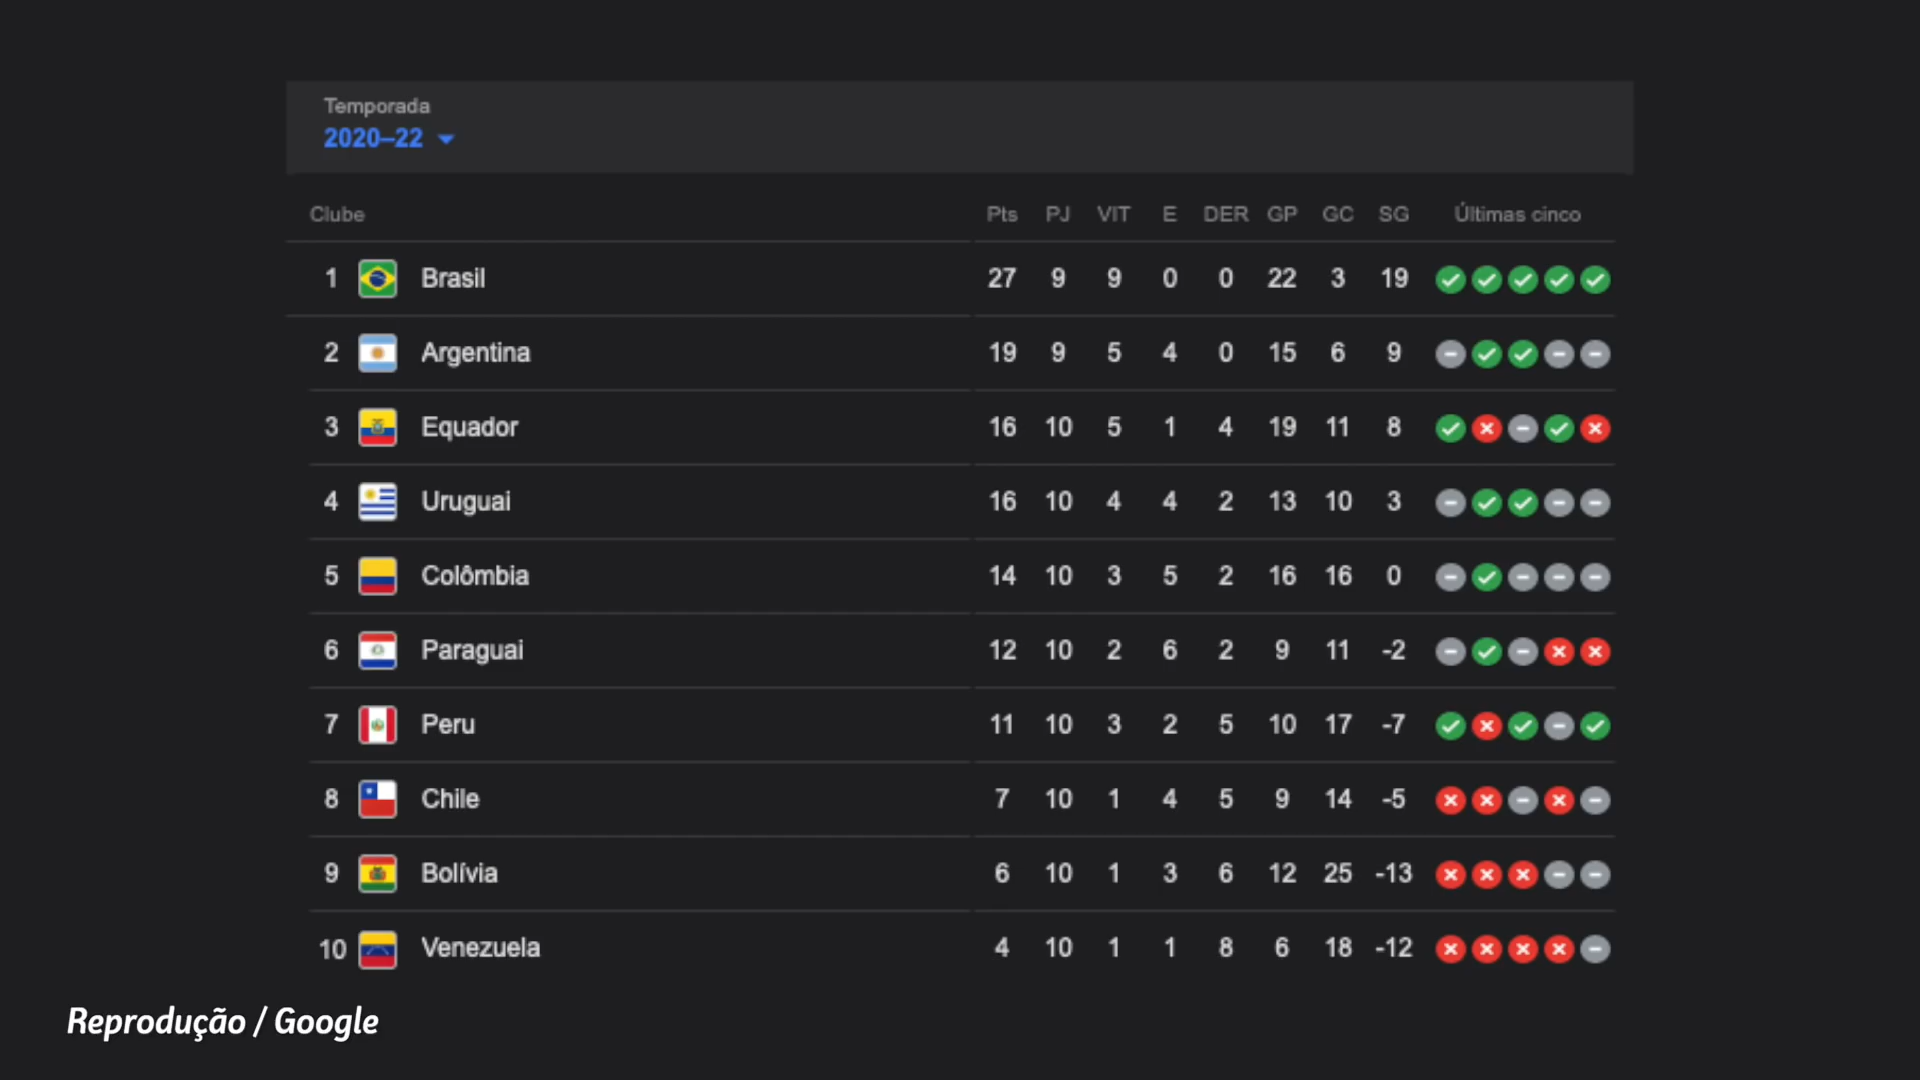 Temporada
2020–22
Clube Pts PJ VIT E DER GP GC SG Últimas cinco
1 Brasil 27 9 9 0 0 22 3 19
2 Argentina 19 9 5 4 0 15 6 9
3 Equador 16 10 5 1 4 19 11 8
4 Uruguai 16 10 4 4 2 13 10 3
5 Colômbia 14 10 3 5 2 16 16 0
6 Paraguai 12 10 2 6 2 9 11 -2
7 Peru 11 10 3 2 5 10 17 -7
8 Chile 7 10 1 4 5 9 14 -5
9 Bolívia 6 10 1 3 6 12 25 -13
10 Venezuela 4 10 1 1 8 6 18 -12
Reprodução / Google